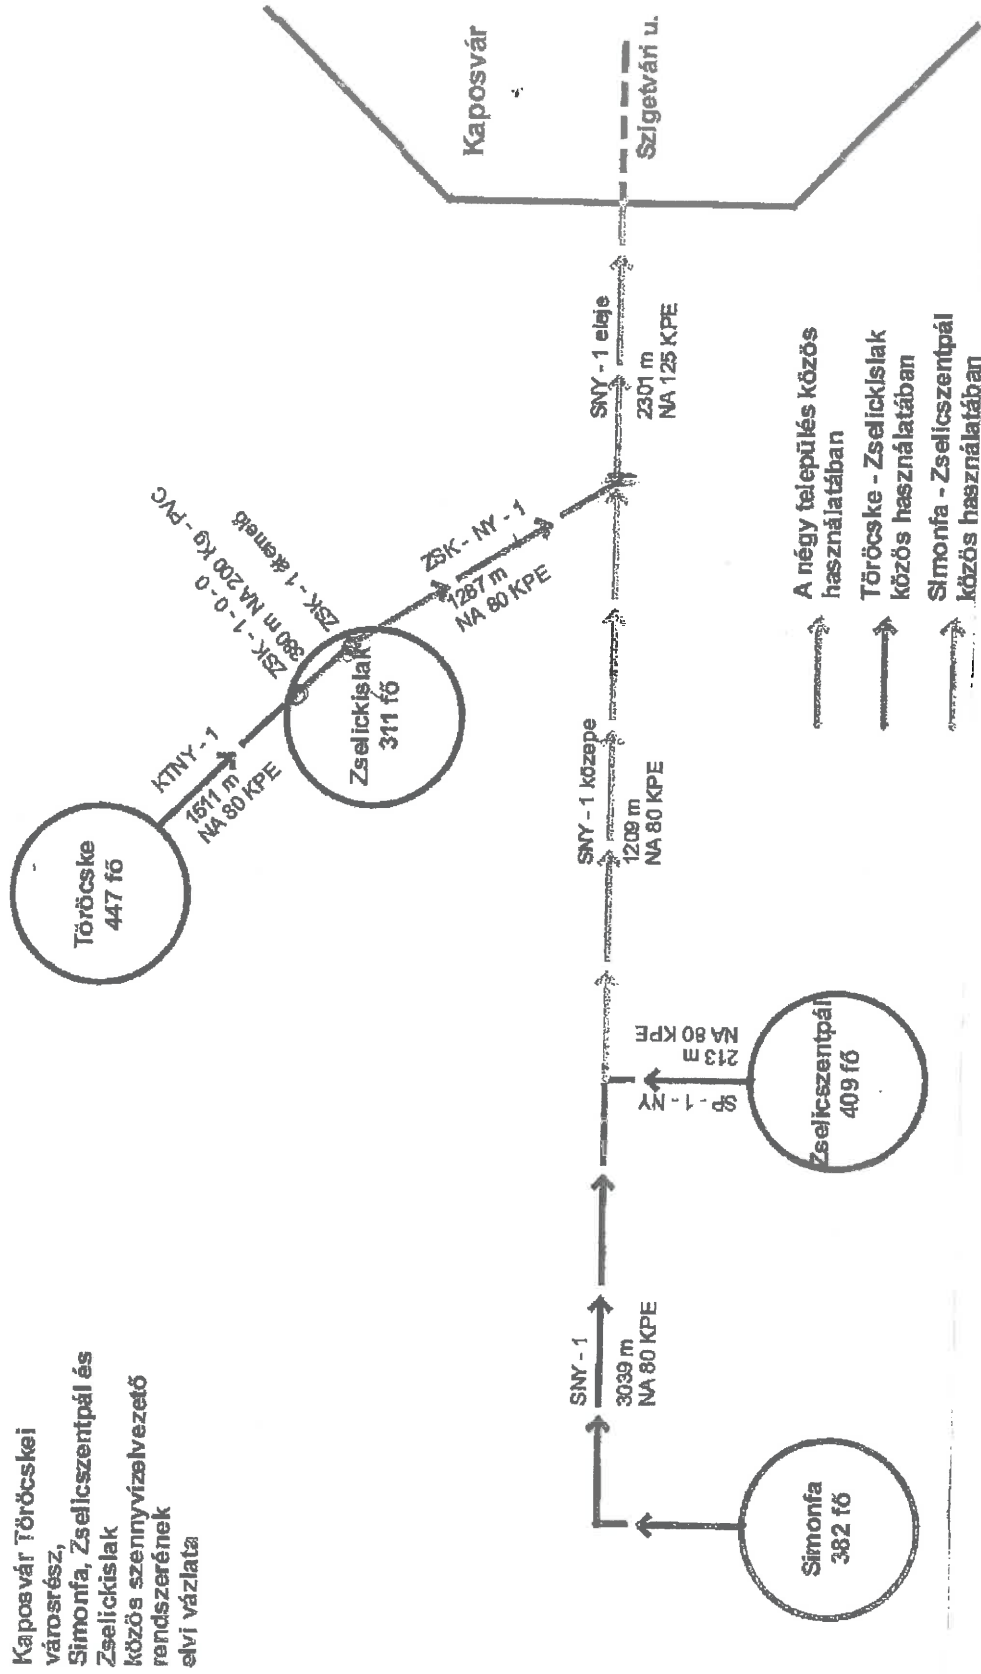 Kaposvár Töröcskei
városrész,
Simonfa, Zselicszentpál és
Zselickislak
közös szennyvízelvezető
rendszerének
elvi vázlata
Töröcske
447 fő
KTNY - 1
1511 m
NA 80 KPE
ZSK - 1 - 0 - 0
380 m NA 200 Kg - PVC
ZSK - 1 átemelő
Zselickislak
311 fő
ZSK - NY - 1
1287 m
NA 80 KPE
Kaposvár
Szigetvári u.
SNY - 1 eleje
2301 m
NA 125 KPE
SNY - 1 közepe
1209 m
NA 80 KPE
SNY - 1
3039 m
NA 80 KPE
SP - 1 - NY
213 m
NA 80 KPE
Simonfa
382 fő
Zselicszentpál
409 fő
A négy település közös
használatában
Töröcske - Zselickislak
közös használatában
Simonfa - Zselicszentpál
közös használatában